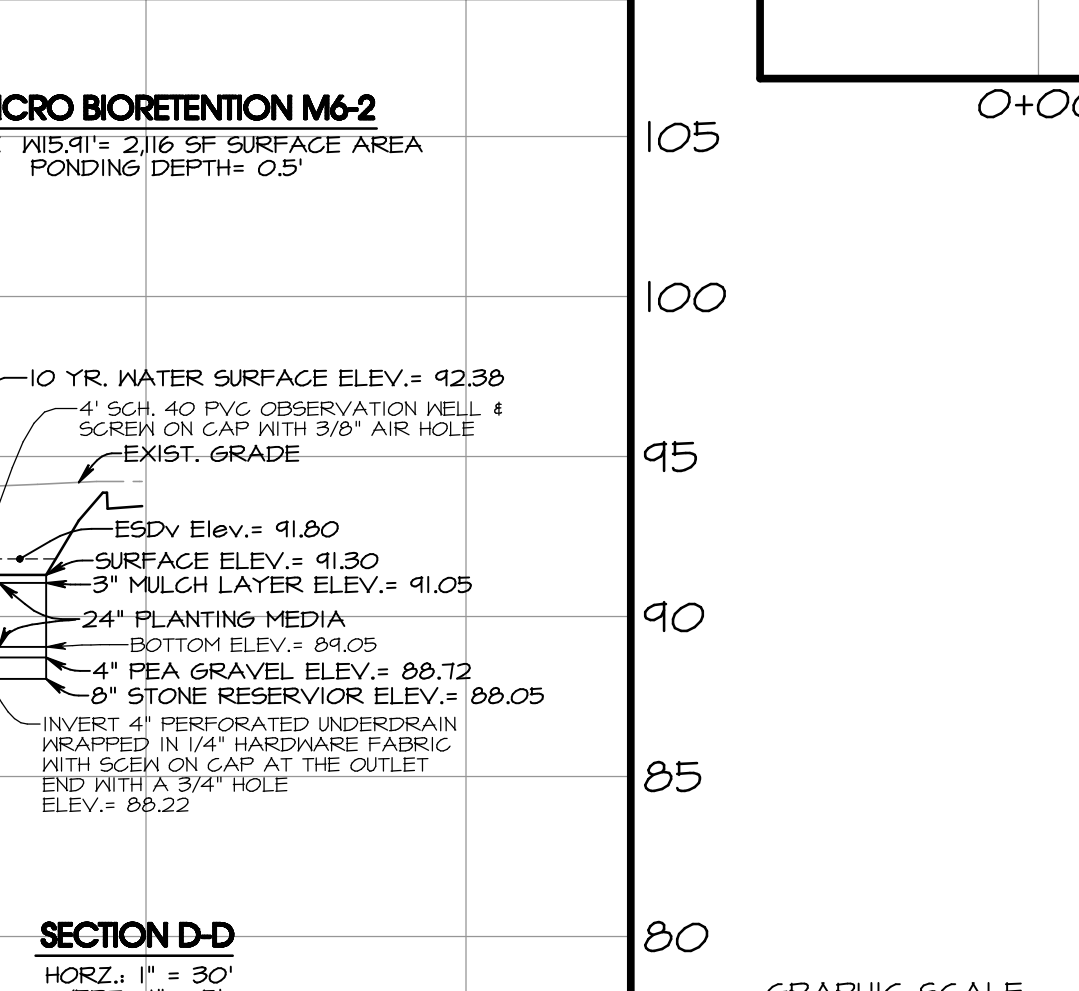 CRO BIORETENTION M6-2
W15.91'= 2,116 SF SURFACE AREA
PONDING DEPTH= 0.5'
10 YR. WATER SURFACE ELEV.= 92.38
4' SCH. 40 PVC OBSERVATION WELL &
SCREW ON CAP WITH 3/8" AIR HOLE
EXIST. GRADE
ESDv Elev.= 91.80
SURFACE ELEV.= 91.30
3" MULCH LAYER ELEV.= 91.05
24" PLANTING MEDIA
BOTTOM ELEV.= 89.05
4" PEA GRAVEL ELEV.= 88.72
8" STONE RESERVIOR ELEV.= 88.05
INVERT 4" PERFORATED UNDERDRAIN
WRAPPED IN 1/4" HARDWARE FABRIC
WITH SCEW ON CAP AT THE OUTLET
END WITH A 3/4" HOLE
ELEV.= 88.22
SECTION D-D
HORZ.: 1" = 30'
105
100
95
90
85
80
0+00
GRAPHIC SCALE